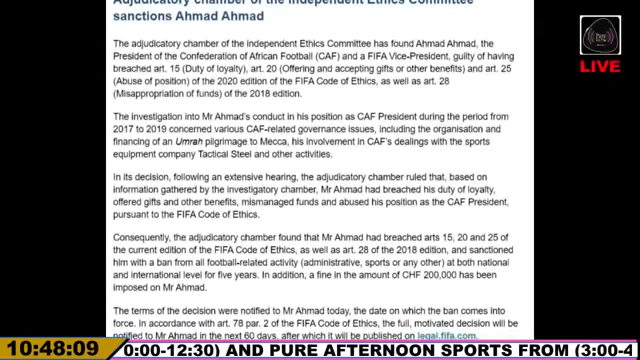 Adjudicatory chamber of the independent Ethics Committee
sanctions Ahmad Ahmad
The adjudicatory chamber of the independent Ethics Committee has found Ahmad Ahmad, the
President of the Confederation of African Football (CAF) and a FIFA Vice-President, guilty of having
breached art. 15 (Duty of loyalty), art. 20 (Offering and accepting gifts or other benefits) and art. 25
(Abuse of position) of the 2020 edition of the FIFA Code of Ethics, as well as art. 28
(Misappropriation of funds) of the 2018 edition.
The investigation into Mr Ahmad's conduct in his position as CAF President during the period from
2017 to 2019 concerned various CAF-related governance issues, including the organisation and
financing of an Umrah pilgrimage to Mecca, his involvement in CAF's dealings with the sports
equipment company Tactical Steel and other activities.
In its decision, following an extensive hearing, the adjudicatory chamber ruled that, based on
information gathered by the investigatory chamber, Mr Ahmad had breached his duty of loyalty,
offered gifts and other benefits, mismanaged funds and abused his position as the CAF President,
pursuant to the FIFA Code of Ethics.
Consequently, the adjudicatory chamber found that Mr Ahmad had breached arts 15, 20 and 25 of
the current edition of the FIFA Code of Ethics, as well as art. 28 of the 2018 edition, and sanctioned
him with a ban from all football-related activity (administrative, sports or any other) at both national
and international level for five years. In addition, a fine in the amount of CHF 200,000 has been
imposed on Mr Ahmad.
The terms of the decision were notified to Mr Ahmad today, the date on which the ban comes into
force. In accordance with art. 78 par. 2 of the FIFA Code of Ethics, the full, motivated decision will be
notified to Mr Ahmad in the next 60 days, after which it will be published on legal.fifa.com.
LIVE
10:48:09
0:00-12:30) AND PURE AFTERNOON SPORTS FROM (3:00-4